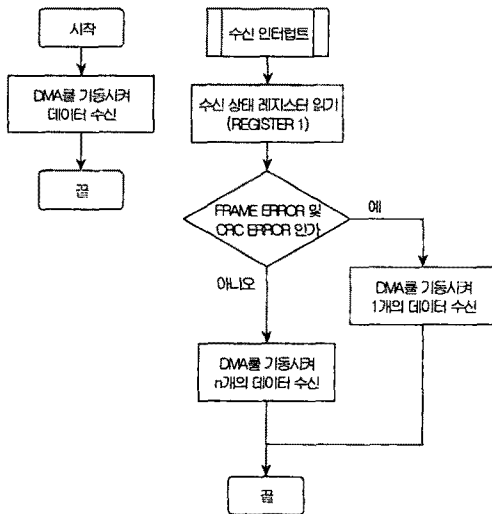 시작
DMA를 기동시켜
데이터 수신
끝
수신 인터럽트
수신 상태 레지스터 읽기
(REGISTER 1)
FRAME ERROR 및
CRC ERROR 인가
예
아니오
DMA를 기동시켜
1개의 데이터 수신
DMA를 기동시켜
n개의 데이터 수신
끝